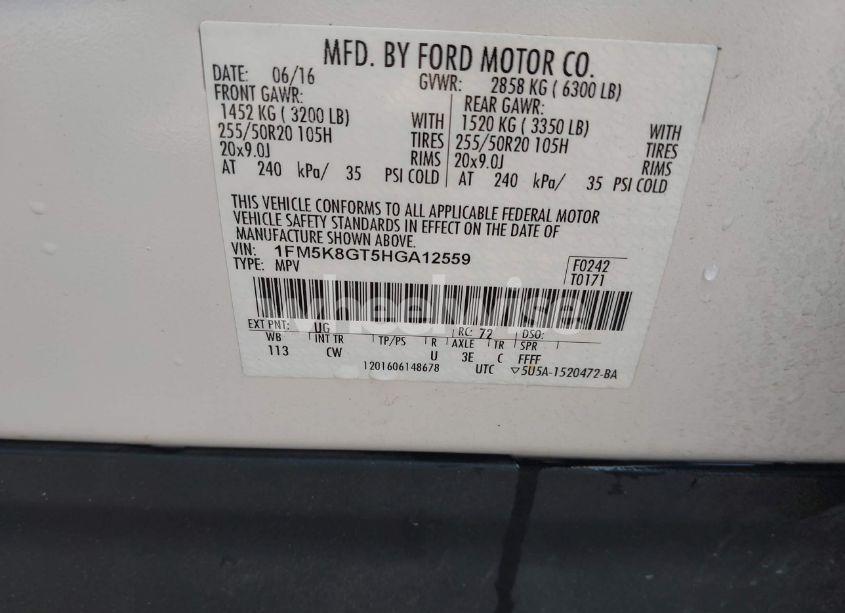 MFD. BY FORD MOTOR CO.
DATE: 06/16 GVWR: 2858 KG ( 6300 LB)
FRONT GAWR: REAR GAWR:
1452 KG ( 3200 LB) WITH 1520 KG ( 3350 LB) WITH
255/50R20 105H TIRES 255/50R20 105H TIRES
20x9.0J RIMS 20x9.0J RIMS
AT 240 kPa/ 35 PSI COLD AT 240 kPa/ 35 PSI COLD
THIS VEHICLE CONFORMS TO ALL APPLICABLE FEDERAL MOTOR
VEHICLE SAFETY STANDARDS IN EFFECT ON THE DATE OF
MANUFACTURE SHOWN ABOVE.
VIN: 1FM5K8GT5HGA12559
TYPE: MPV
F0242
T0171
EXT PNT: UG RC: 72 DSO:
WB INT TR TP/PS R AXLE TR SPR
113 CW U 3E C FFFF
1201606148678 UTC ▽5U5A-1520472-BA